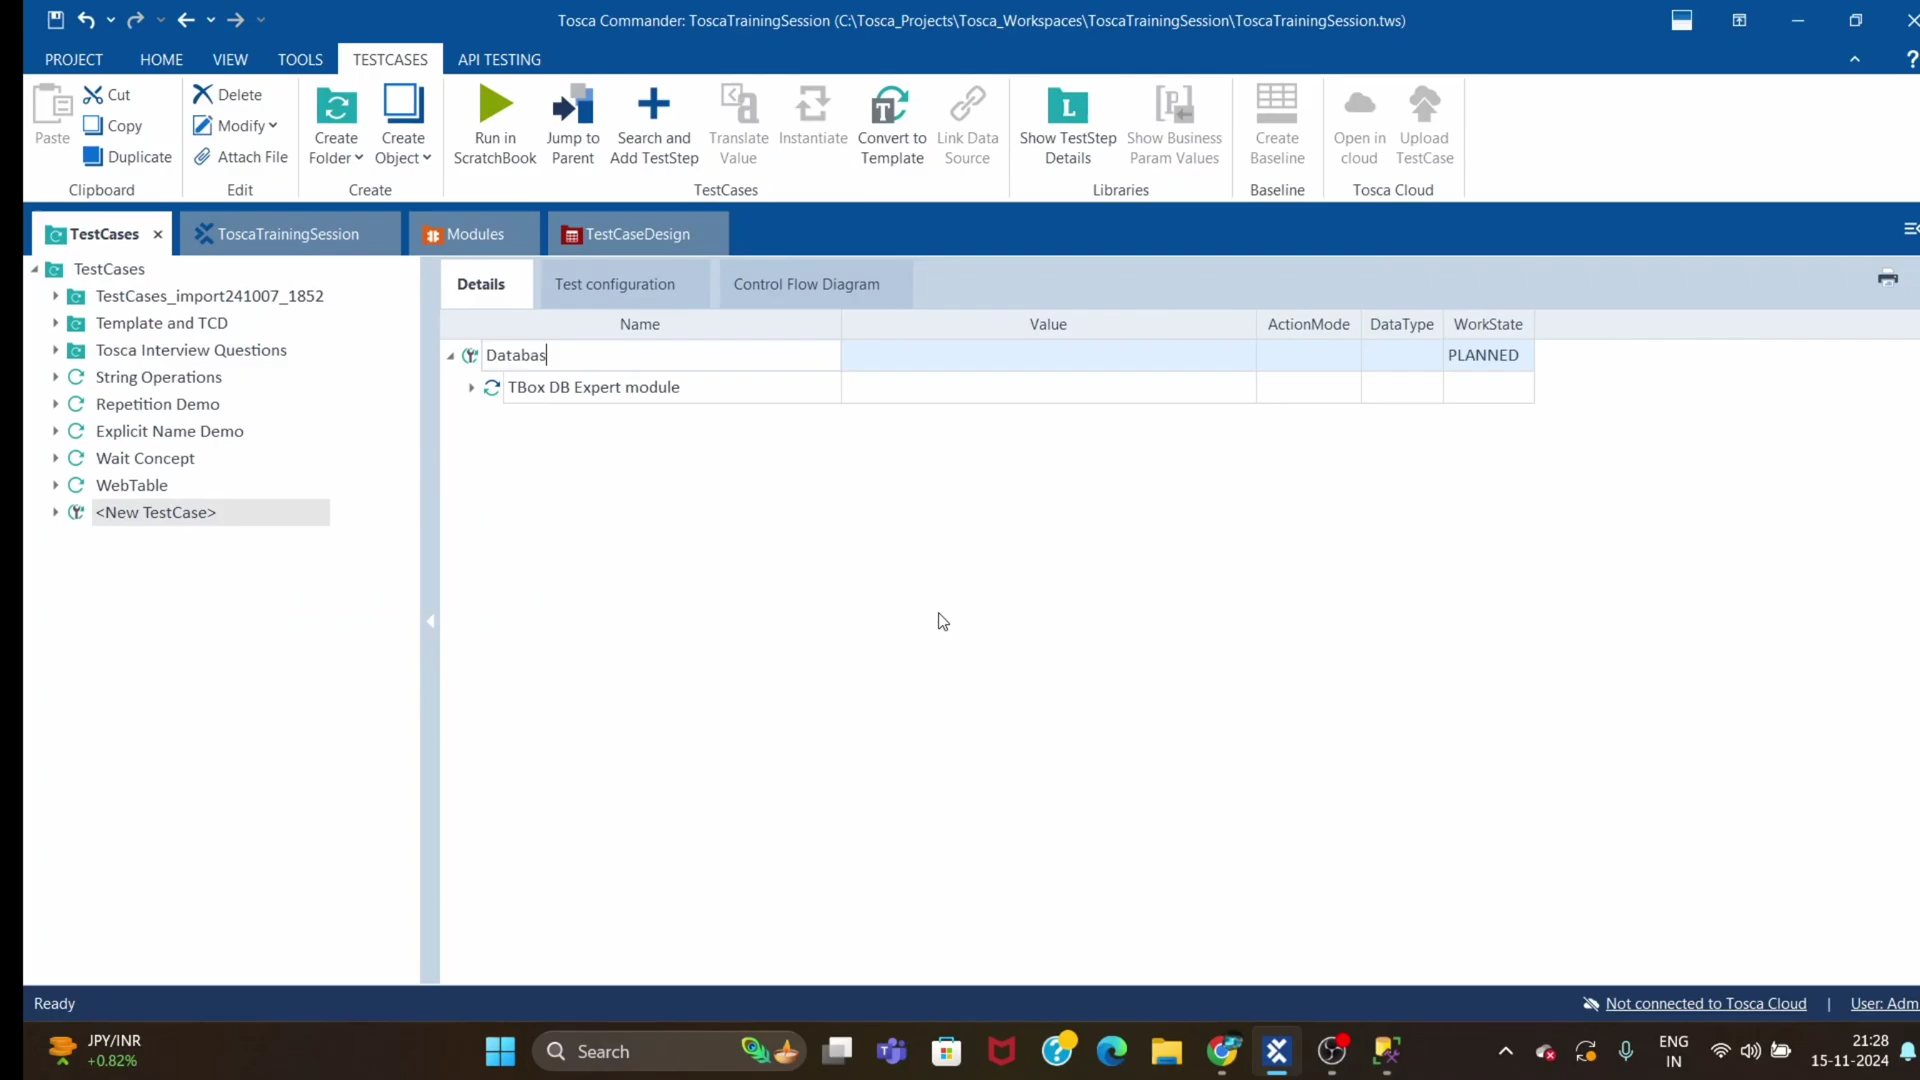 Tosca Commander: ToscaTrainingSession (C:\Tosca_Projects\Tosca_Workspaces\ToscaTrainingSession\ToscaTrainingSession.tws)
PROJECT HOME VIEW TOOLS TESTCASES API TESTING
Paste
Cut
Copy
Duplicate
Clipboard
Delete
Modify
Attach File
Edit
Create Folder
Create Object
Create
Run in ScratchBook
Jump to Parent
Search and Add TestStep
Translate Value
Instantiate
Convert to Template
Link Data Source
TestCases
Show TestStep Details
Show Business Param Values
Libraries
Create Baseline
Baseline
Open in cloud
Upload TestCase
Tosca Cloud
TestCases ToscaTrainingSession Modules TestCaseDesign
TestCases
TestCases_import241007_1852
Template and TCD
Tosca Interview Questions
String Operations
Repetition Demo
Explicit Name Demo
Wait Concept
WebTable
<New TestCase>
Details Test configuration Control Flow Diagram
Name Value ActionMode DataType WorkState
Databas PLANNED
TBox DB Expert module
Ready
Not connected to Tosca Cloud | User: Adm
JPY/INR
+0.82%
Search
ENG
IN
21:28
15-11-2024